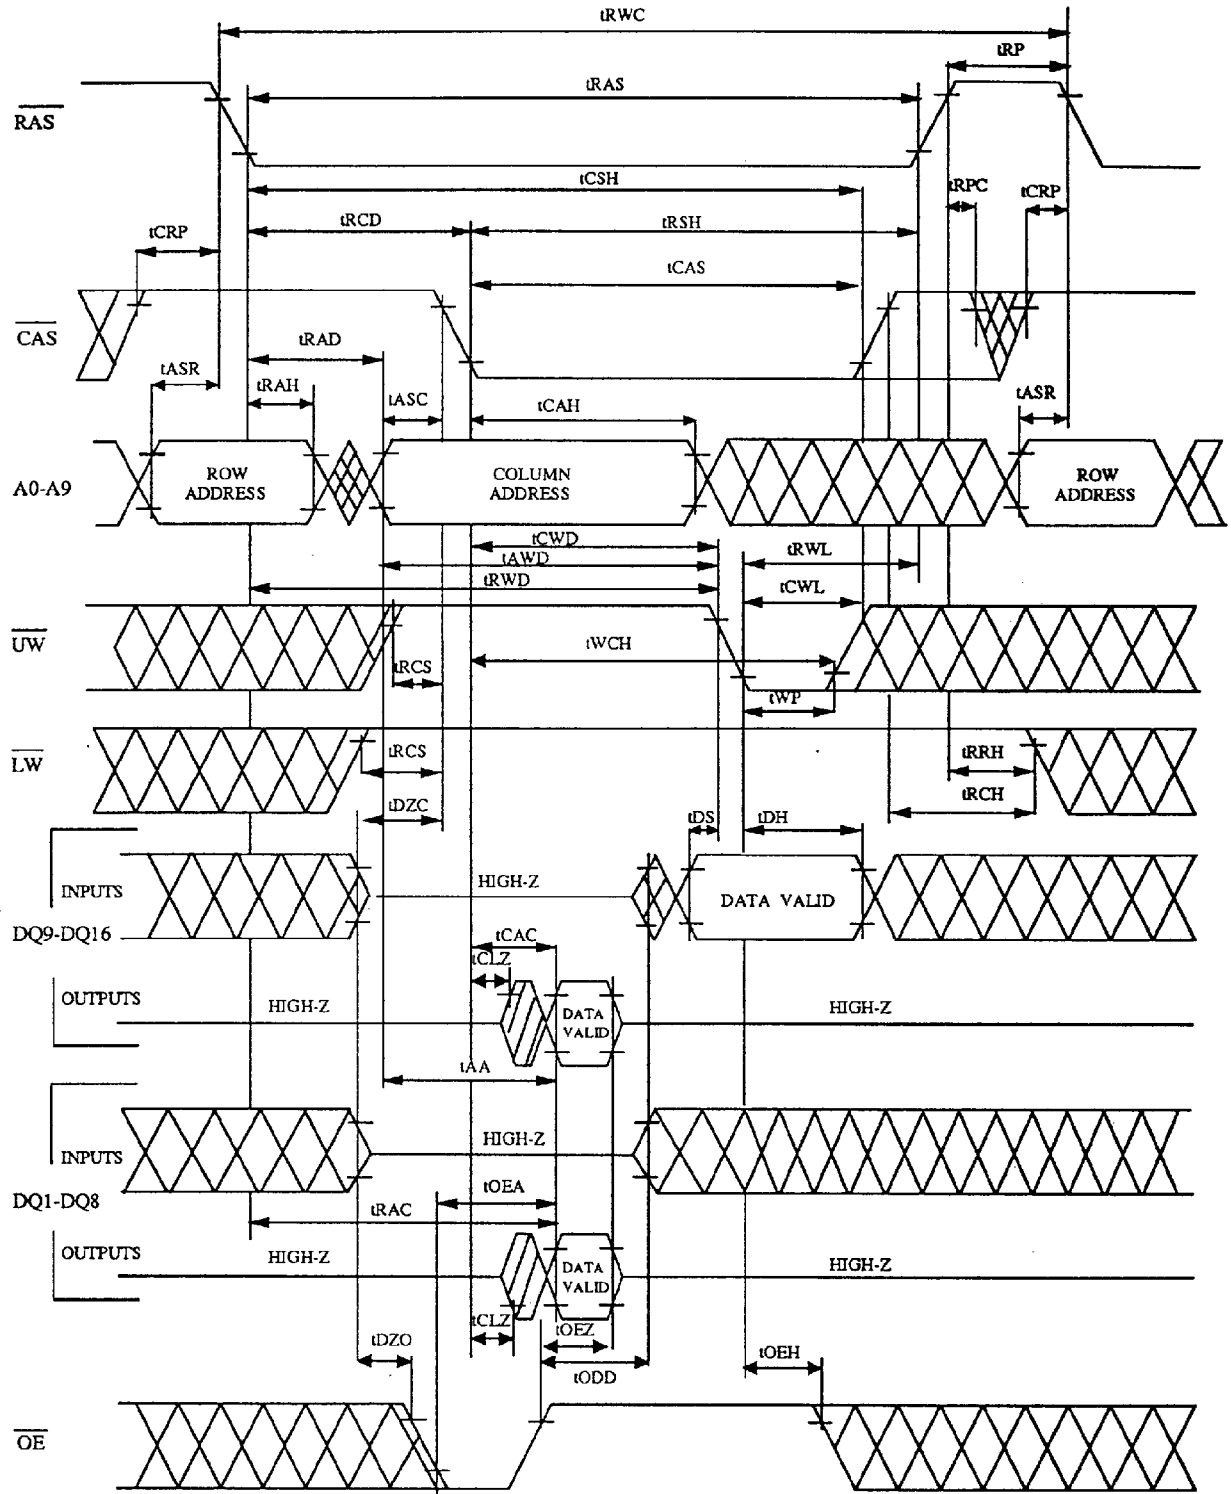 tRWC
tRP
tRAS
RAS
tCSH
tRPC
tCRP
tRCD
tRSH
tCRP
tCAS
CAS
tRAD
tASR
tRAH
tASC
tCAH
tASR
A0-A9
ROW
ADDRESS
COLUMN
ADDRESS
ROW
ADDRESS
tCWD
tAWD
tRWL
tRWD
tCWL
UW
tWCH
tRCS
tWP
LW
tRCS
tRRH
tRCH
tDZC
tDS
tDH
INPUTS
HIGH-Z
DATA VALID
DQ9-DQ16
tCAC
tCLZ
OUTPUTS
HIGH-Z
DATA
VALID
HIGH-Z
tAA
INPUTS
HIGH-Z
DQ1-DQ8
tOEA
tRAC
OUTPUTS
HIGH-Z
DATA
VALID
HIGH-Z
tCLZ
tOEZ
tDZO
tODD
tOEH
OE